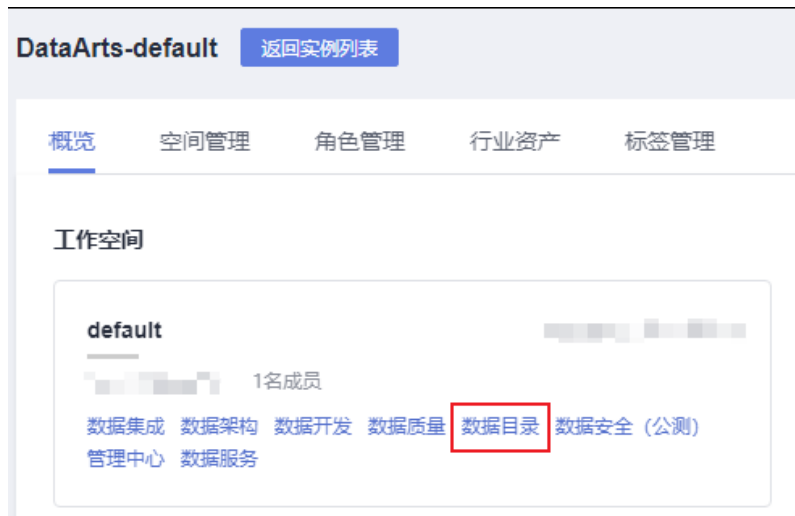 DataArts-default 返回实例列表
概览 空间管理 角色管理 行业资产 标签管理
工作空间
default
1名成员
数据集成 数据架构 数据开发 数据质量 数据目录 数据安全（公测）
管理中心 数据服务